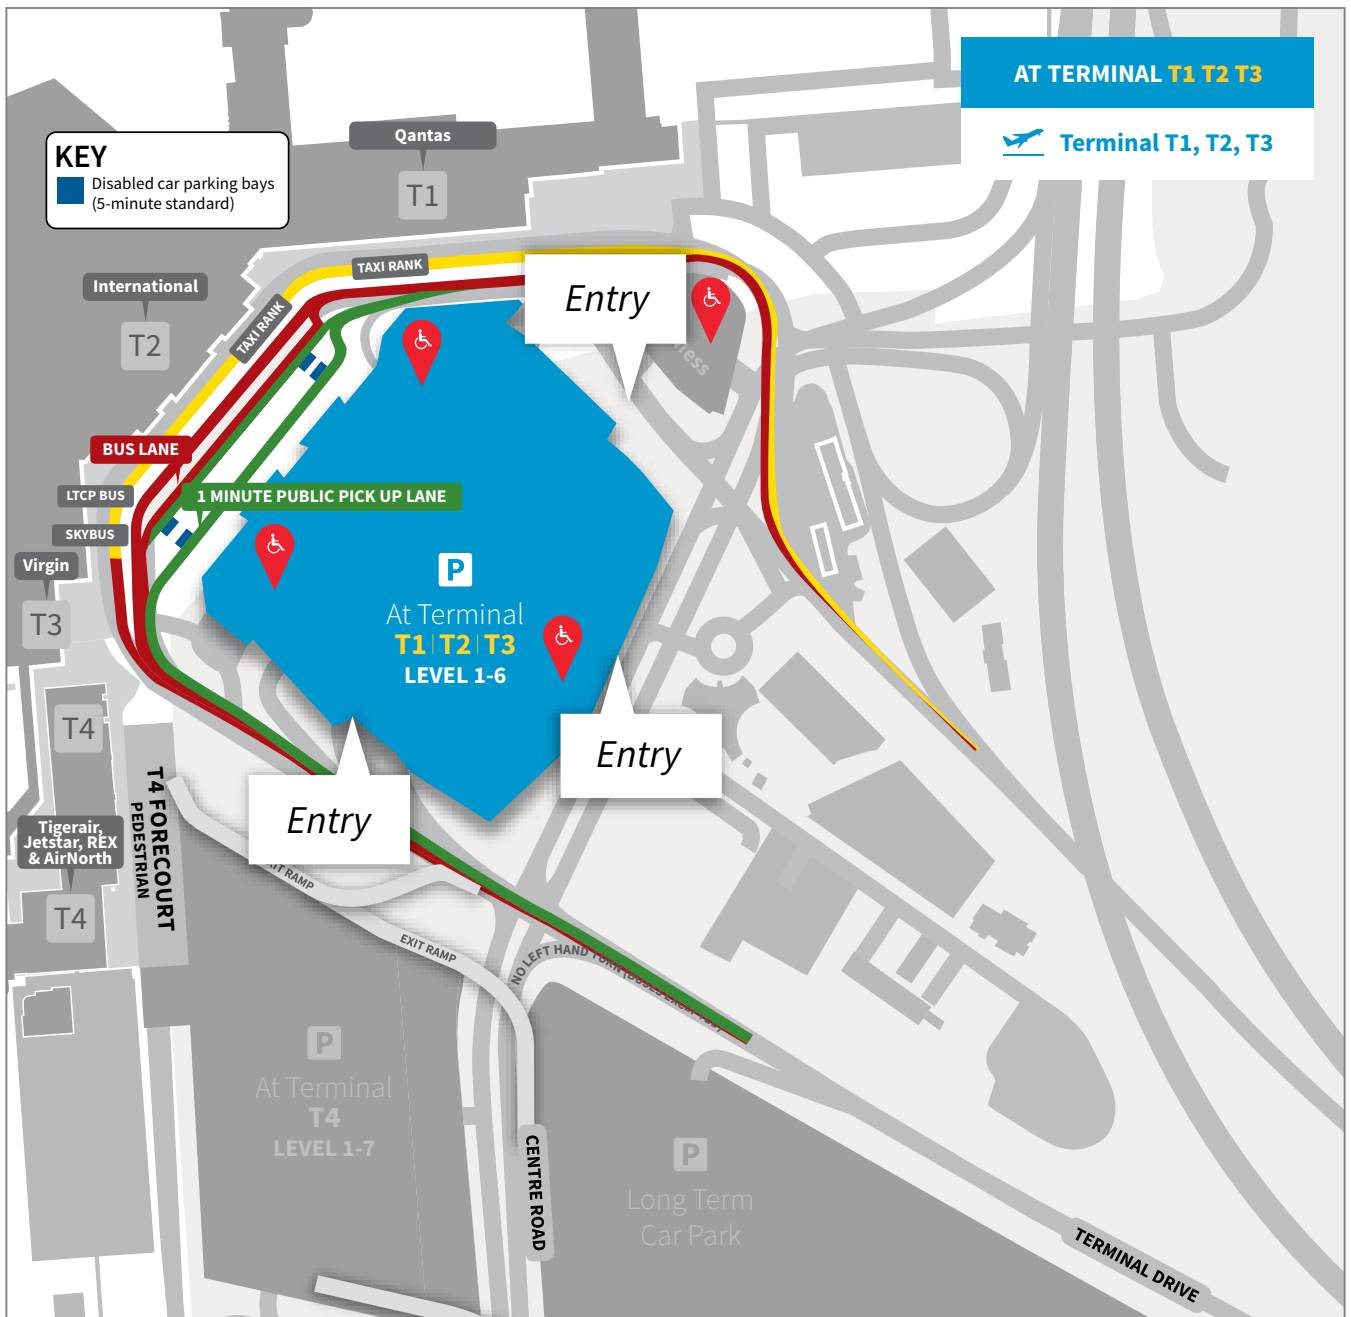 AT TERMINAL T1 T2 T3
Terminal T1, T2, T3
KEY
Disabled car parking bays
(5-minute standard)
Qantas
T1
International
T2
TAXI RANK
TAXI RANK
Entry
ness
BUS LANE
LTCP BUS
1 MINUTE PUBLIC PICK UP LANE
SKYBUS
Virgin
T3
P
At Terminal
T1 | T2 | T3
LEVEL 1-6
T4
Entry
Entry
T4 FORECOURT
PEDESTRIAN
Tigerair,
Jetstar, REX
& AirNorth
T4
EXIT RAMP
EXIT RAMP
NO LEFT HAND TURN
P
At Terminal
T4
LEVEL 1-7
CENTRE ROAD
P
Long Term
Car Park
TERMINAL DRIVE